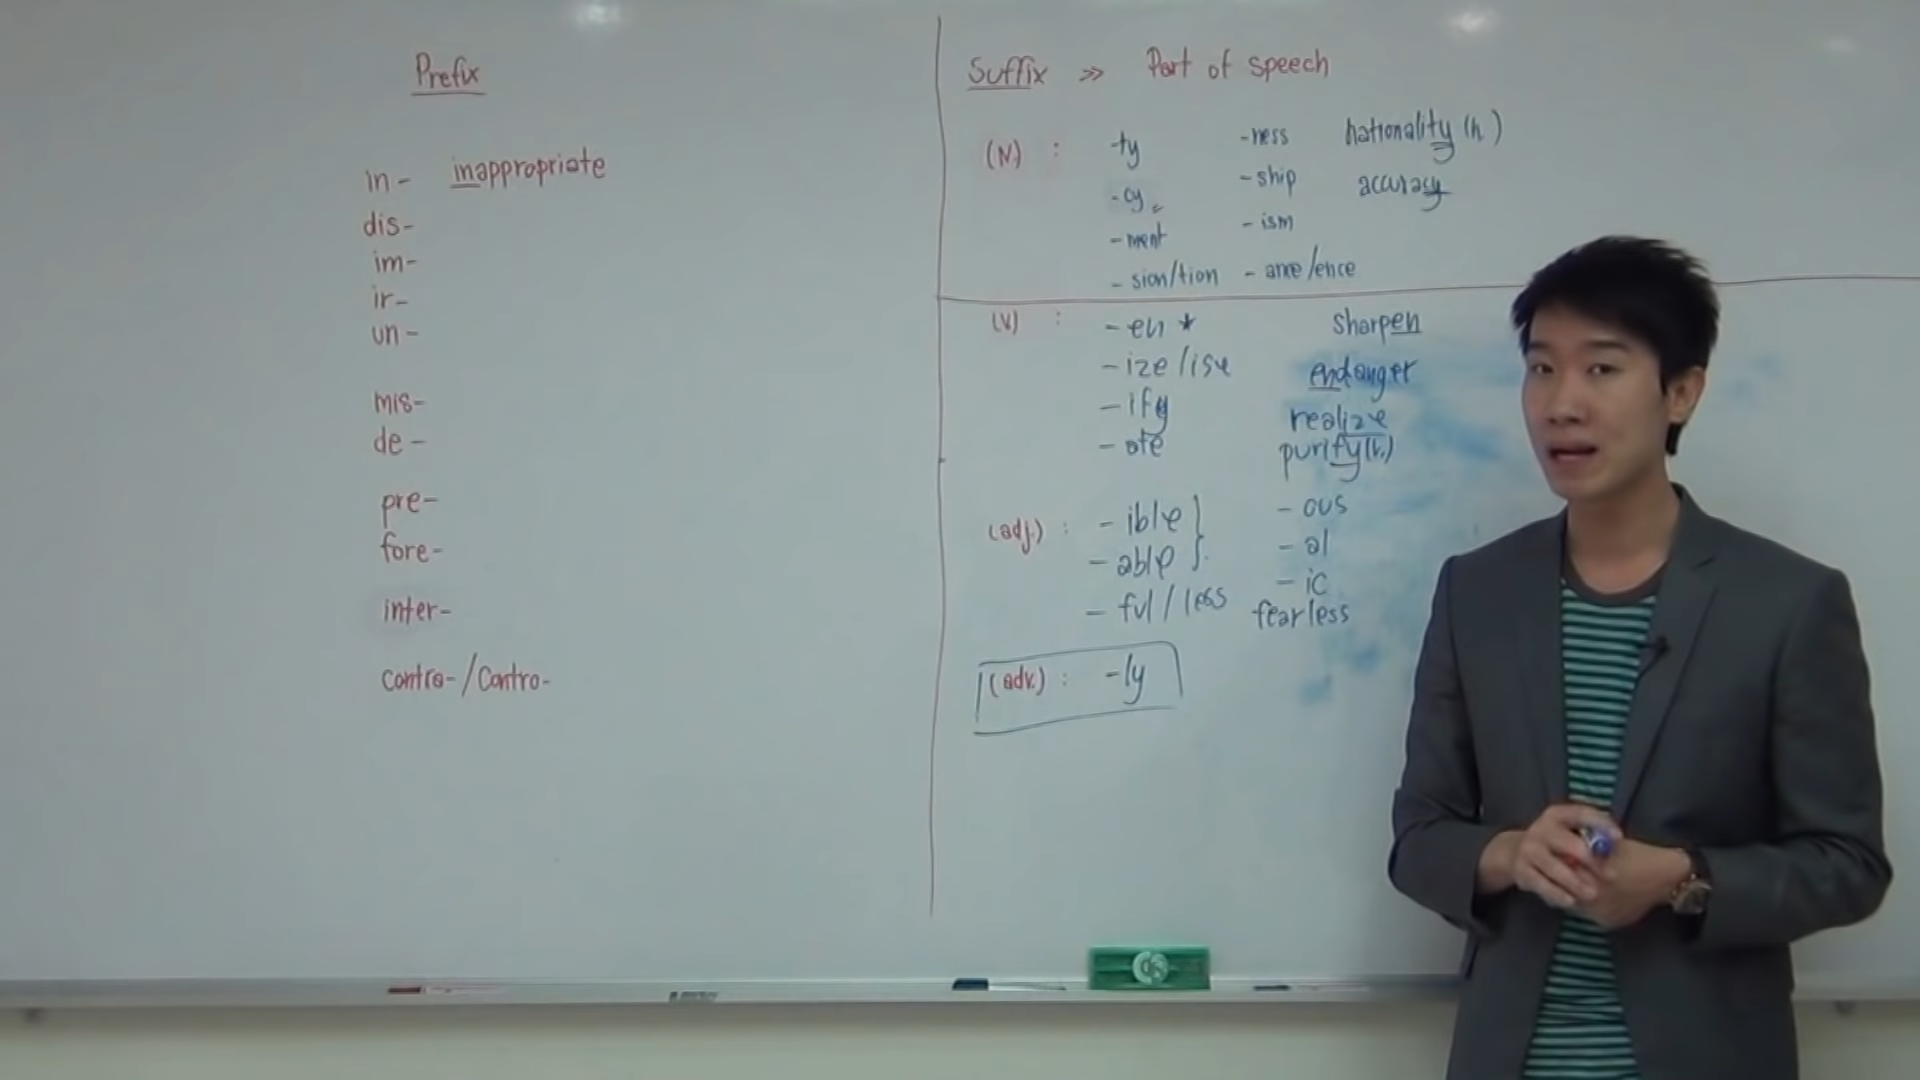 Prefix
in- inappropriate
dis-
im-
ir-
un-
mis-
de-
pre-
fore-
inter-
contra-/Contro-
Suffix >> Part of speech
(N.) : -ty -ness nationality (n.)
-cy -ship accuracy
-ment -ism
- sion/tion - ance/ence
(V) : - en * sharpen
- ize/ise endanger
- ify realize
- ate purify (v.)
(adj.) : - ible } - ous
- able } - al
- ic
- ful / less fearless
(adv.) : -ly